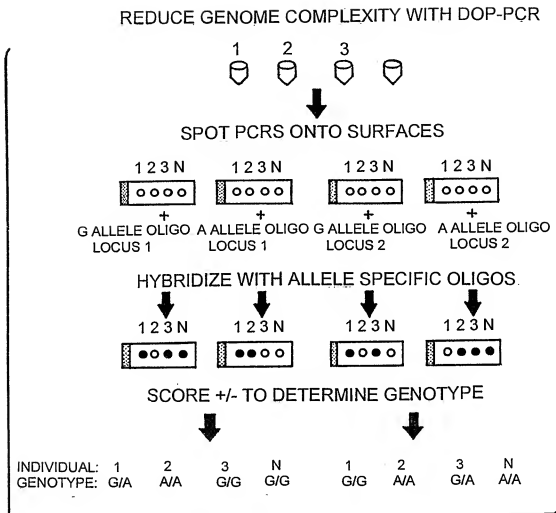 REDUCE GENOME COMPLEXITY WITH DOP-PCR
1 2 3
SPOT PCRS ONTO SURFACES
1 2 3 N 1 2 3 N 1 2 3 N 1 2 3 N
+ + + +
G ALLELE OLIGO A ALLELE OLIGO G ALLELE OLIGO A ALLELE OLIGO
LOCUS 1 LOCUS 1 LOCUS 2 LOCUS 2
HYBRIDIZE WITH ALLELE SPECIFIC OLIGOS
1 2 3 N 1 2 3 N 1 2 3 N 1 2 3 N
SCORE +/- TO DETERMINE GENOTYPE
INDIVIDUAL: 1 2 3 N 1 2 3 N
GENOTYPE: G/A A/A G/G G/G G/G A/A G/A A/A